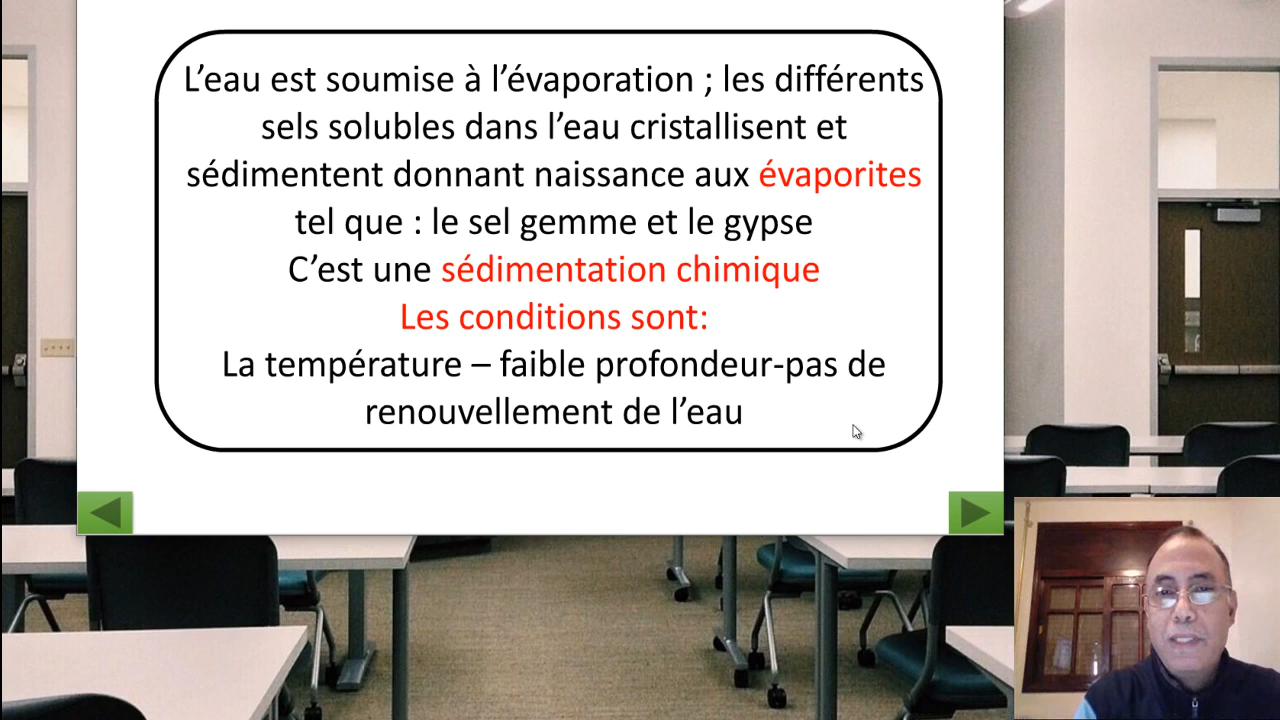 L’eau est soumise à l’évaporation ; les différents
sels solubles dans l’eau cristallisent et
sédimentent donnant naissance aux évaporites
tel que : le sel gemme et le gypse
C’est une sédimentation chimique
Les conditions sont:
La température – faible profondeur-pas de
renouvellement de l’eau